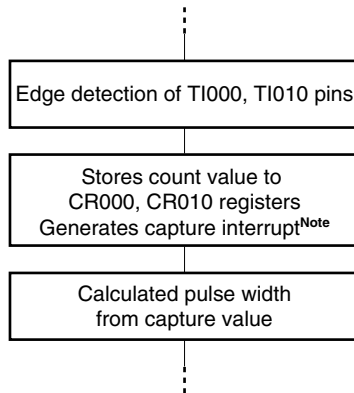 Edge detection of TI000, TI010 pins
Stores count value to
CR000, CR010 registers
Generates capture interruptNote
Calculated pulse width
from capture value